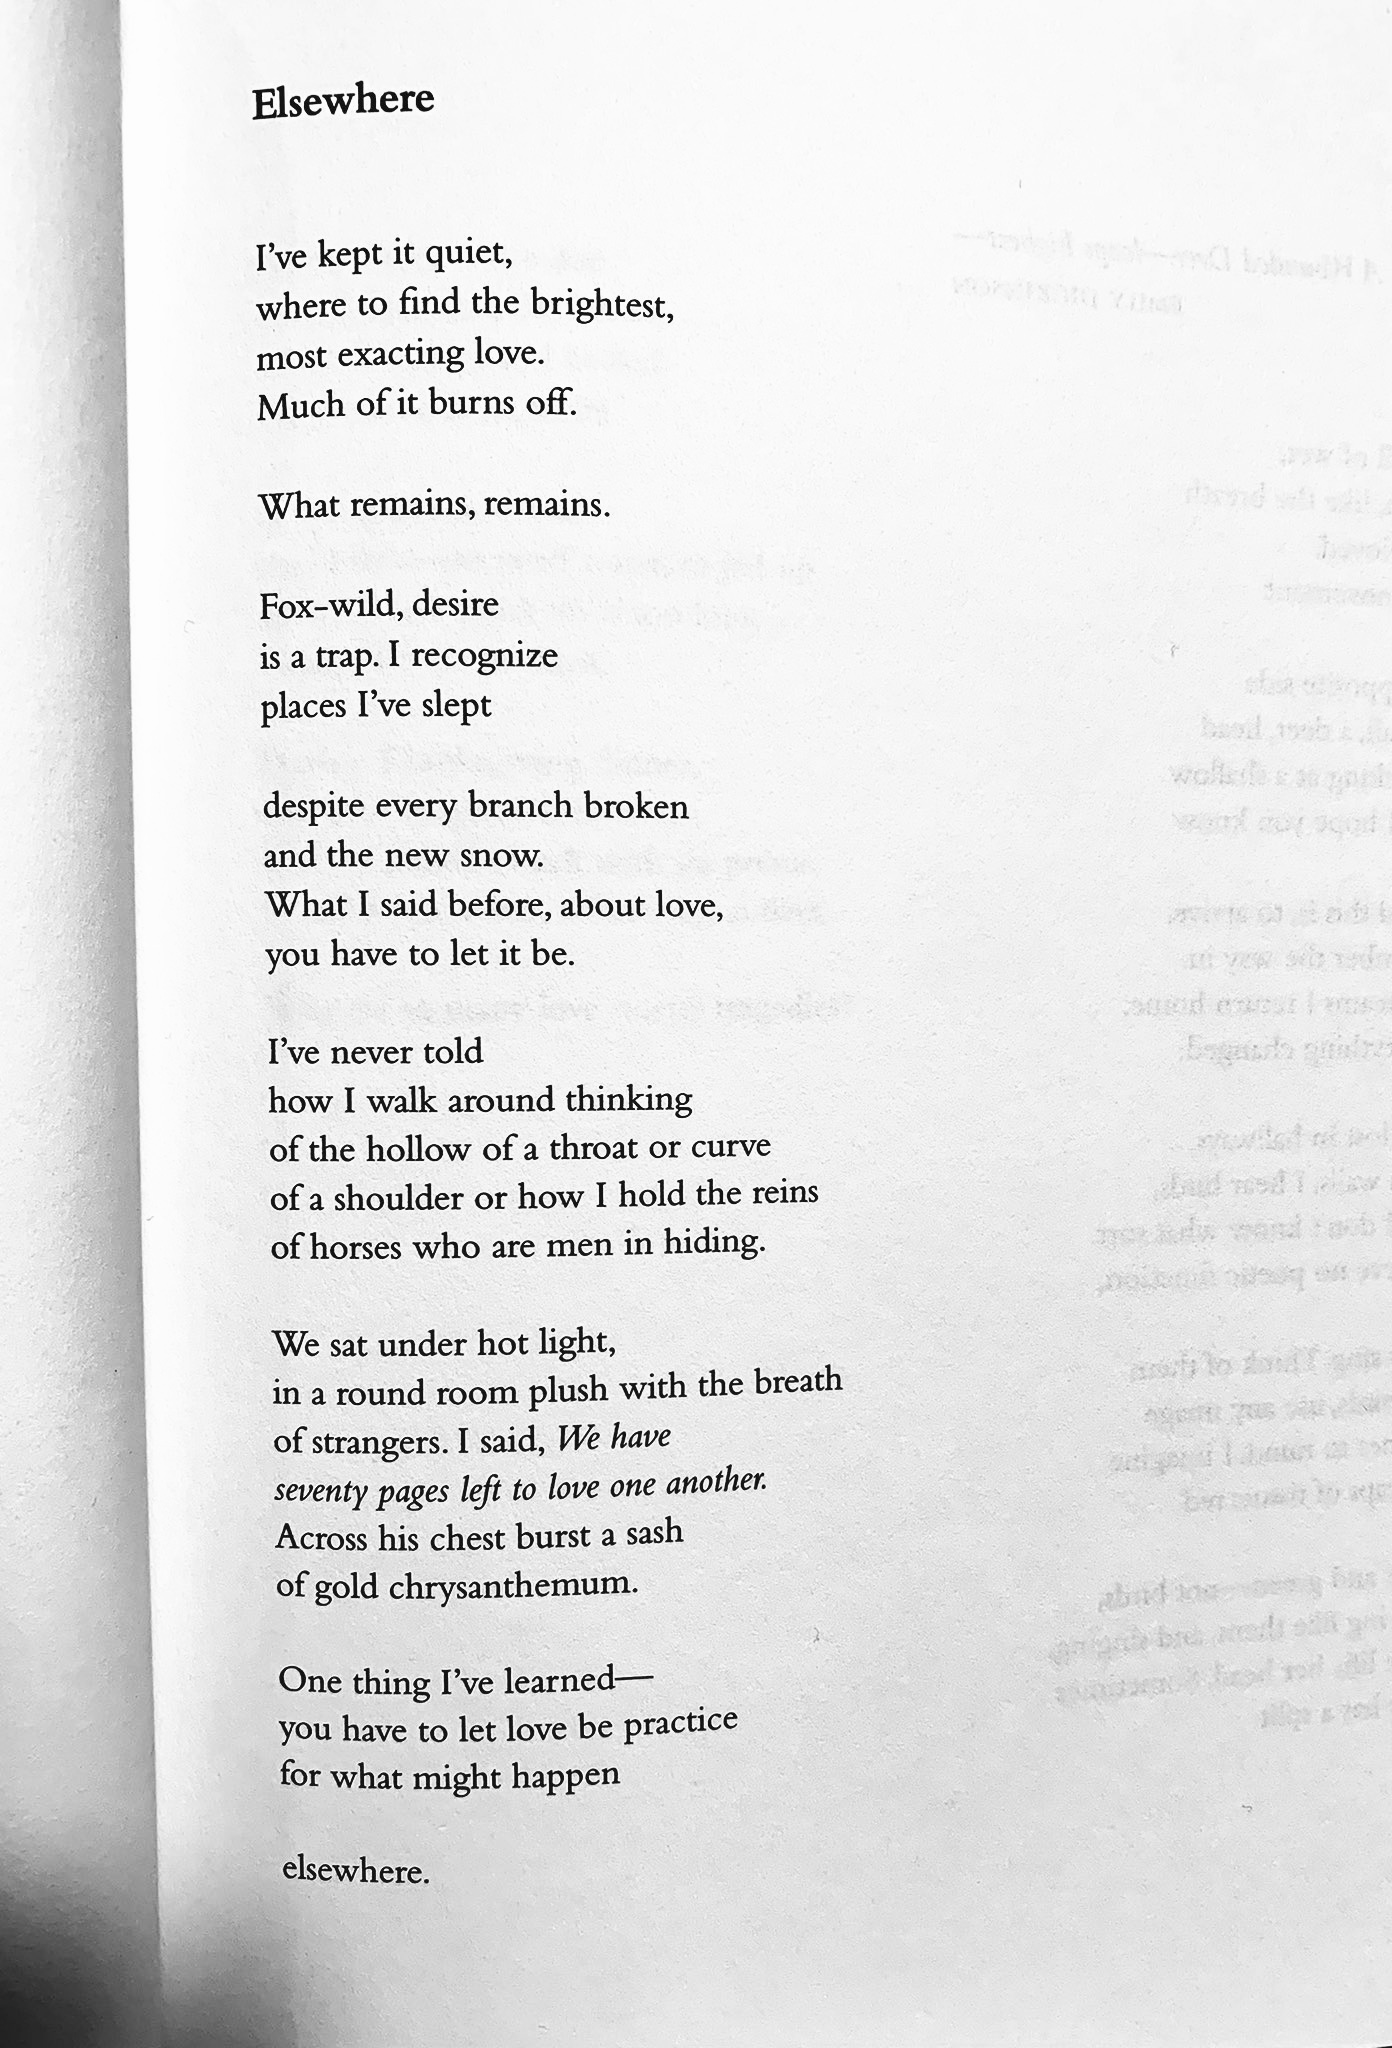 Elsewhere
I've kept it quiet,
where to find the brightest,
most exacting love.
Much of it burns off.
What remains, remains.
Fox-wild, desire
is a trap. I recognize
places I've slept
despite every branch broken
and the new snow.
What I said before, about love,
you have to let it be.
I've never told
how I walk around thinking
of the hollow of a throat or curve
of a shoulder or how I hold the reins
of horses who are men in hiding.
We sat under hot light,
in a round room plush with the breath
of strangers. I said, We have
seventy pages left to love one another.
Across his chest burst a sash
of gold chrysanthemum.
One thing I've learned—
you have to let love be practice
for what might happen
elsewhere.